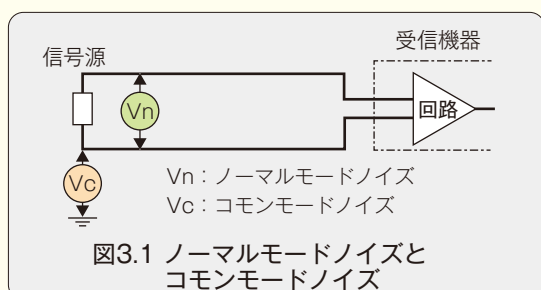 信号源
受信機器
Vn
回路
Vc
Vn：ノーマルモードノイズ
Vc：コモンモードノイズ
図3.1 ノーマルモードノイズと
コモンモードノイズ